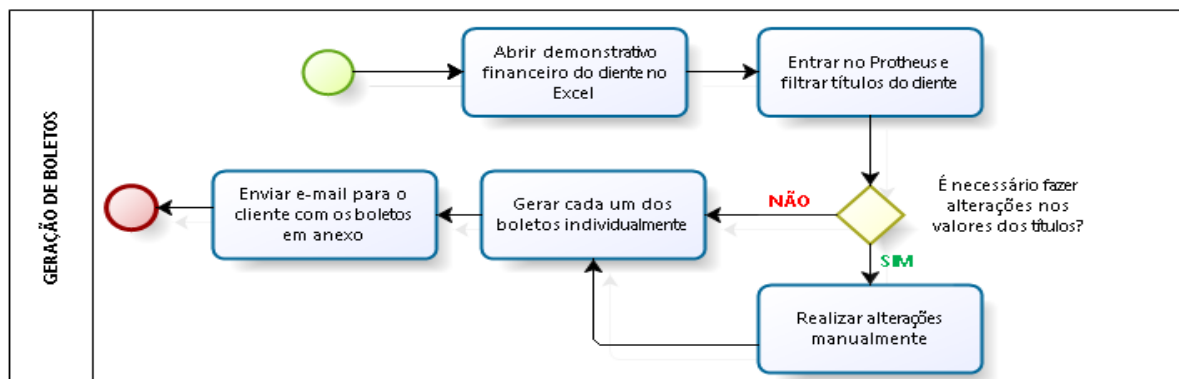 GERAÇÃO DE BOLETOS
Abrir demonstrativo
financeiro do cliente no
Excel
Entrar no Protheus e
filtrar títulos do cliente
É necessário fazer
alterações nos
valores dos títulos?
NÃO
Gerar cada um dos
boletos individualmente
Enviar e-mail para o
cliente com os boletos
em anexo
SIM
Realizar alterações
manualmente